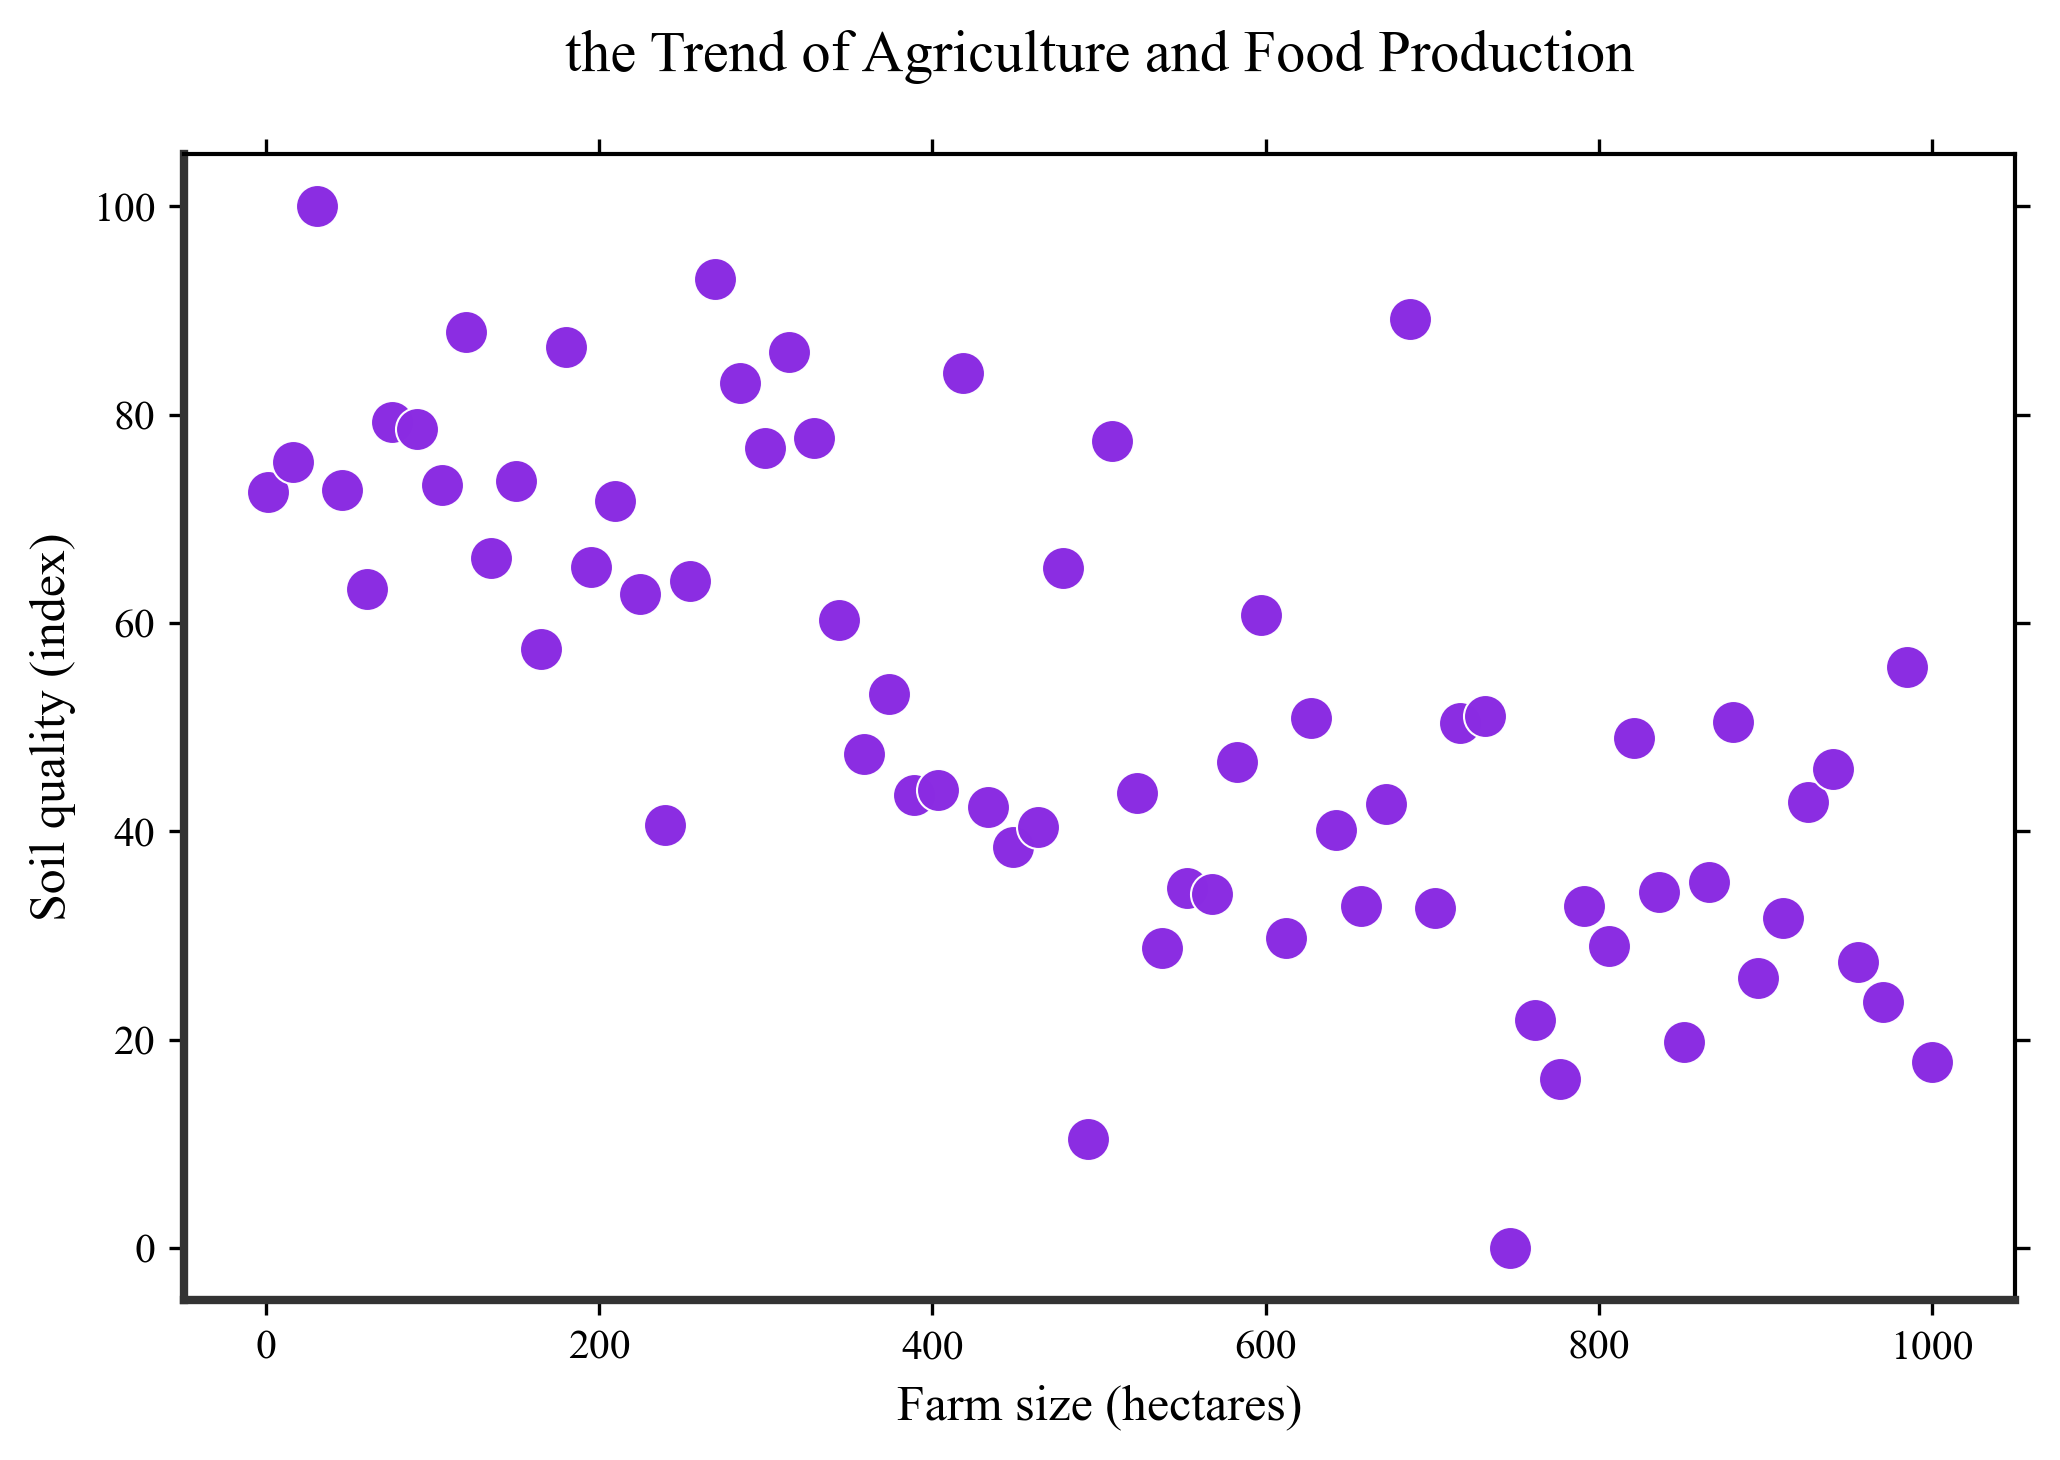 the Trend of Agriculture and Food Production
100
80
60
40
20
0
Soil quality (index)
0 200 400 600 800 1000
Farm size (hectares)